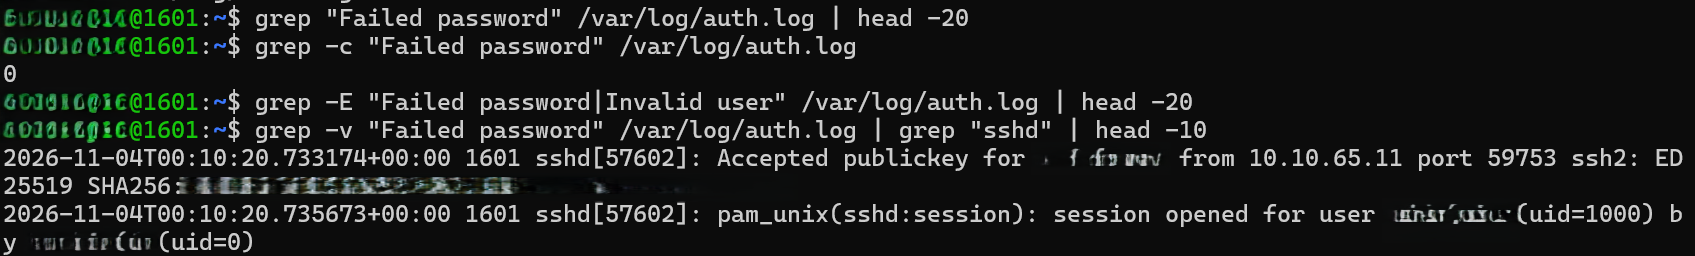 @1601:~$ grep "Failed password" /var/log/auth.log | head -20
@1601:~$ grep -c "Failed password" /var/log/auth.log
0
@1601:~$ grep -E "Failed password|Invalid user" /var/log/auth.log | head -20
@1601:~$ grep -v "Failed password" /var/log/auth.log | grep "sshd" | head -10
2026-11-04T00:10:20.733174+00:00 1601 sshd[57602]: Accepted publickey for from 10.10.65.11 port 59753 ssh2: ED
25519 SHA256:
2026-11-04T00:10:20.735673+00:00 1601 sshd[57602]: pam_unix(sshd:session): session opened for user (uid=1000) b
y (uid=0)